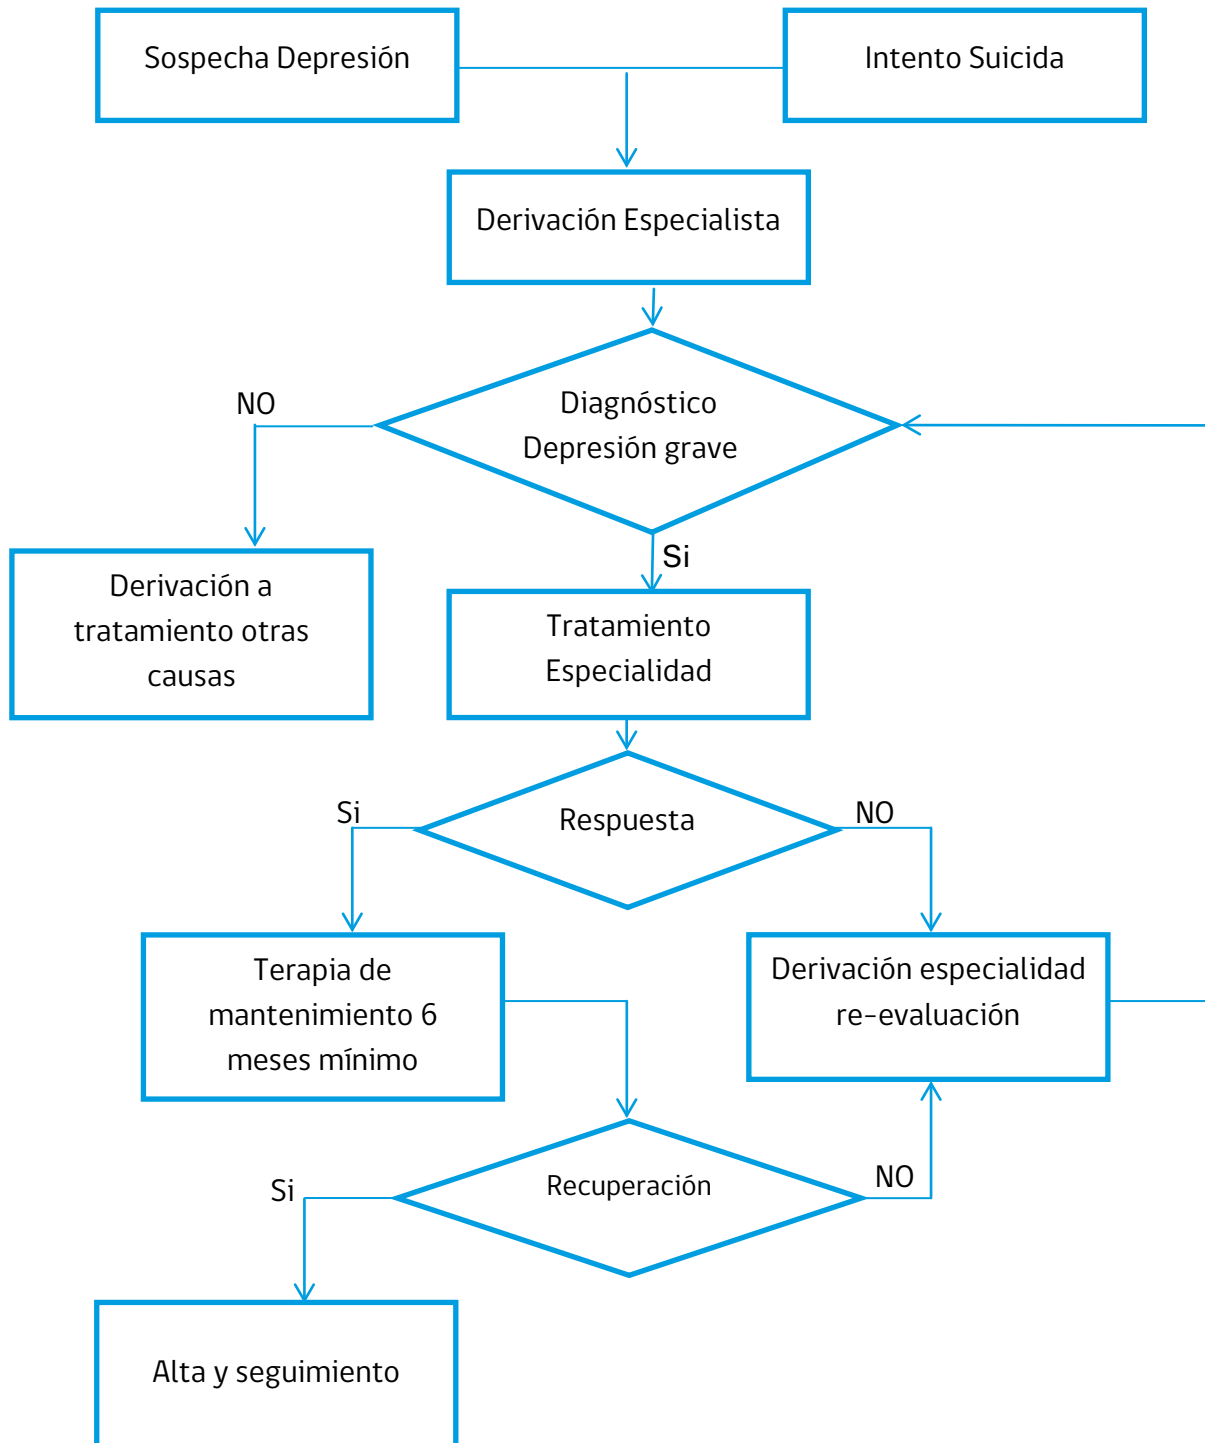 Sospecha Depresión
Intento Suicida
Derivación Especialista
NO
Diagnóstico
Depresión grave
Si
Derivación a
tratamiento otras
causas
Tratamiento
Especialidad
Si
Respuesta
NO
Terapia de
mantenimiento 6
meses mínimo
Derivación especialidad
re-evaluación
Si
Recuperación
NO
Alta y seguimiento